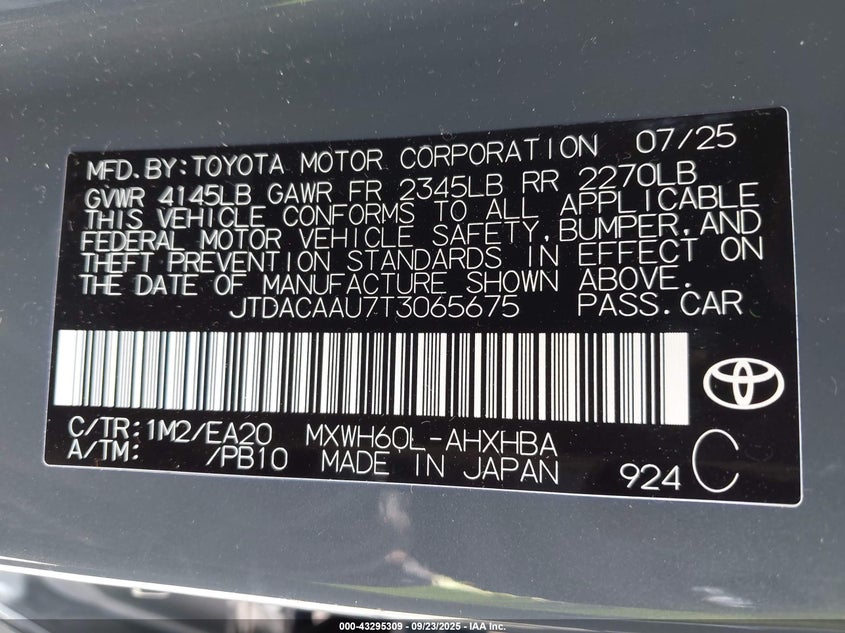 MFD.BY:TOYOTA MOTOR CORPORATION 07/25
GVWR 4145LB GAWR FR 2345LB RR 2270LB
THIS VEHICLE CONFORMS TO ALL APPLICABLE
FEDERAL MOTOR VEHICLE SAFETY,BUMPER,AND
THEFT PREVENTION STANDARDS IN EFFECT ON
THE DATE OF MANUFACTURE SHOWN ABOVE.
JTDACAAU7T3065675 PASS.CAR
C/TR:1M2/EA20 MXWH60L-AHXHBA
A/TM: /PB10 MADE IN JAPAN 924 C
000-43295309 - 09/23/2025 - IAA Inc.